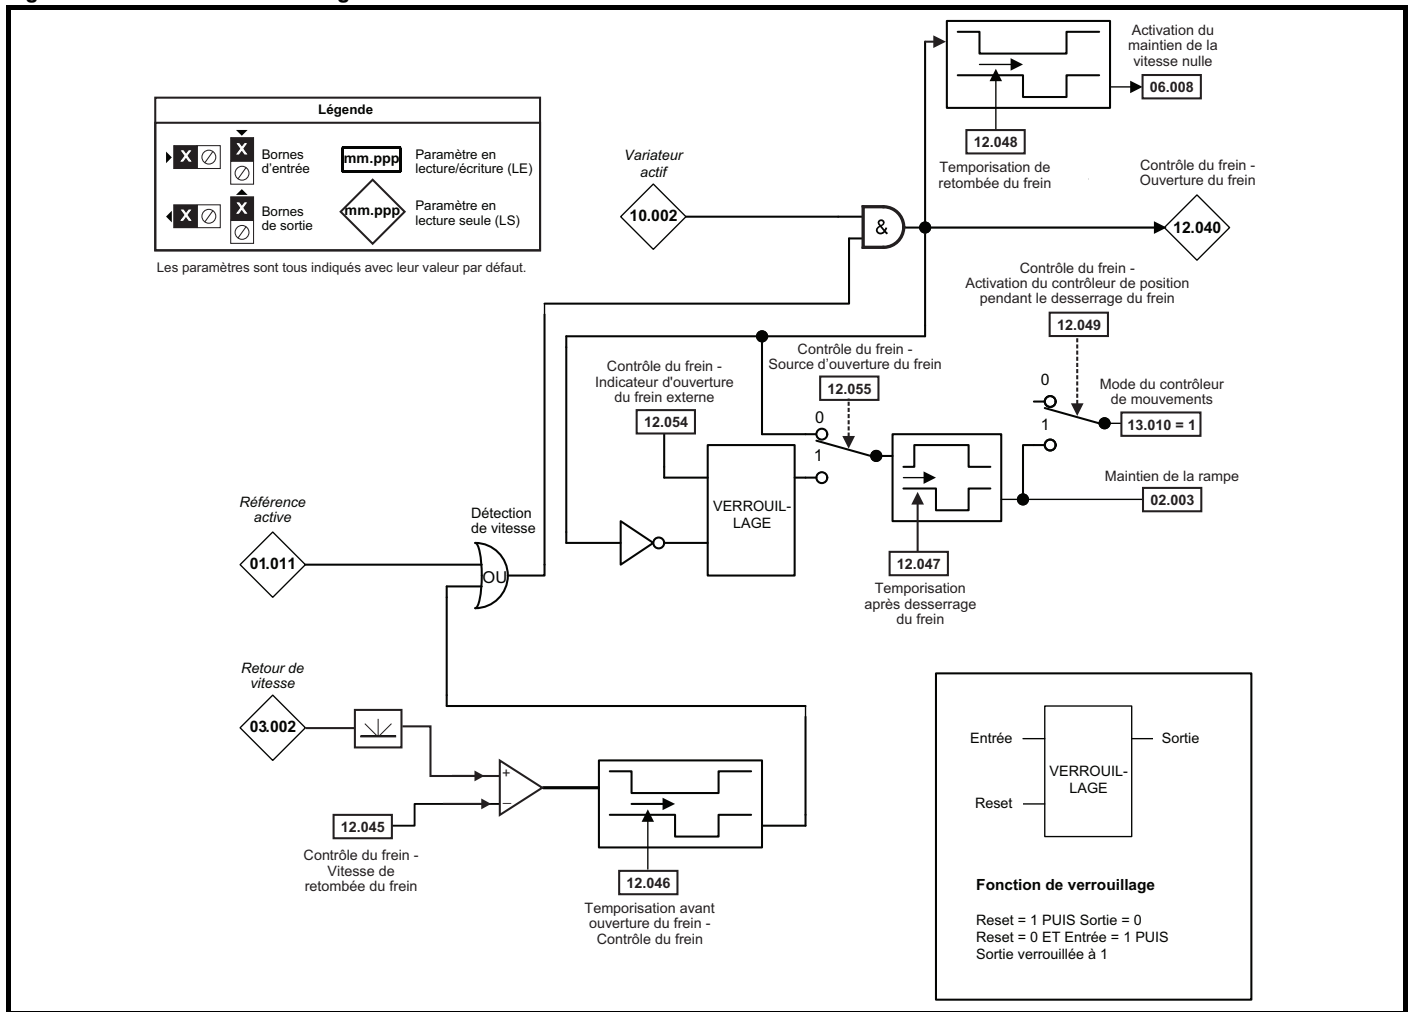 Légende
X
X
Bornes
d'entrée
mm.ppp
Paramètre en
lecture/écriture (LE)
X
X
Bornes
de sortie
mm.ppp
Paramètre en
lecture seule (LS)
Les paramètres sont tous indiqués avec leur valeur par défaut.
Activation du
maintien de la
vitesse nulle
06.008
12.048
Temporisation de
retombée du frein
Variateur
actif
10.002
&
Contrôle du frein -
Ouverture du frein
12.040
Contrôle du frein -
Activation du contrôleur de position
pendant le desserrage du frein
12.049
Contrôle du frein -
Source d'ouverture du frein
12.055
Contrôle du frein -
Indicateur d'ouverture
du frein externe
12.054
0
1
0
1
Mode du contrôleur
de mouvements
13.010 = 1
Maintien de la rampe
02.003
VERROUIL-
LAGE
12.047
Temporisation
après desserrage
du frein
Référence
active
01.011
Détection
de vitesse
OU
Retour de
vitesse
03.002
+
−
12.045
Contrôle du frein -
Vitesse de
retombée du frein
12.046
Temporisation avant
ouverture du frein -
Contrôle du frein
Entrée
Sortie
VERROUIL-
LAGE
Reset
Fonction de verrouillage
Reset = 1 PUIS Sortie = 0
Reset = 0 ET Entrée = 1 PUIS
Sortie verrouillée à 1